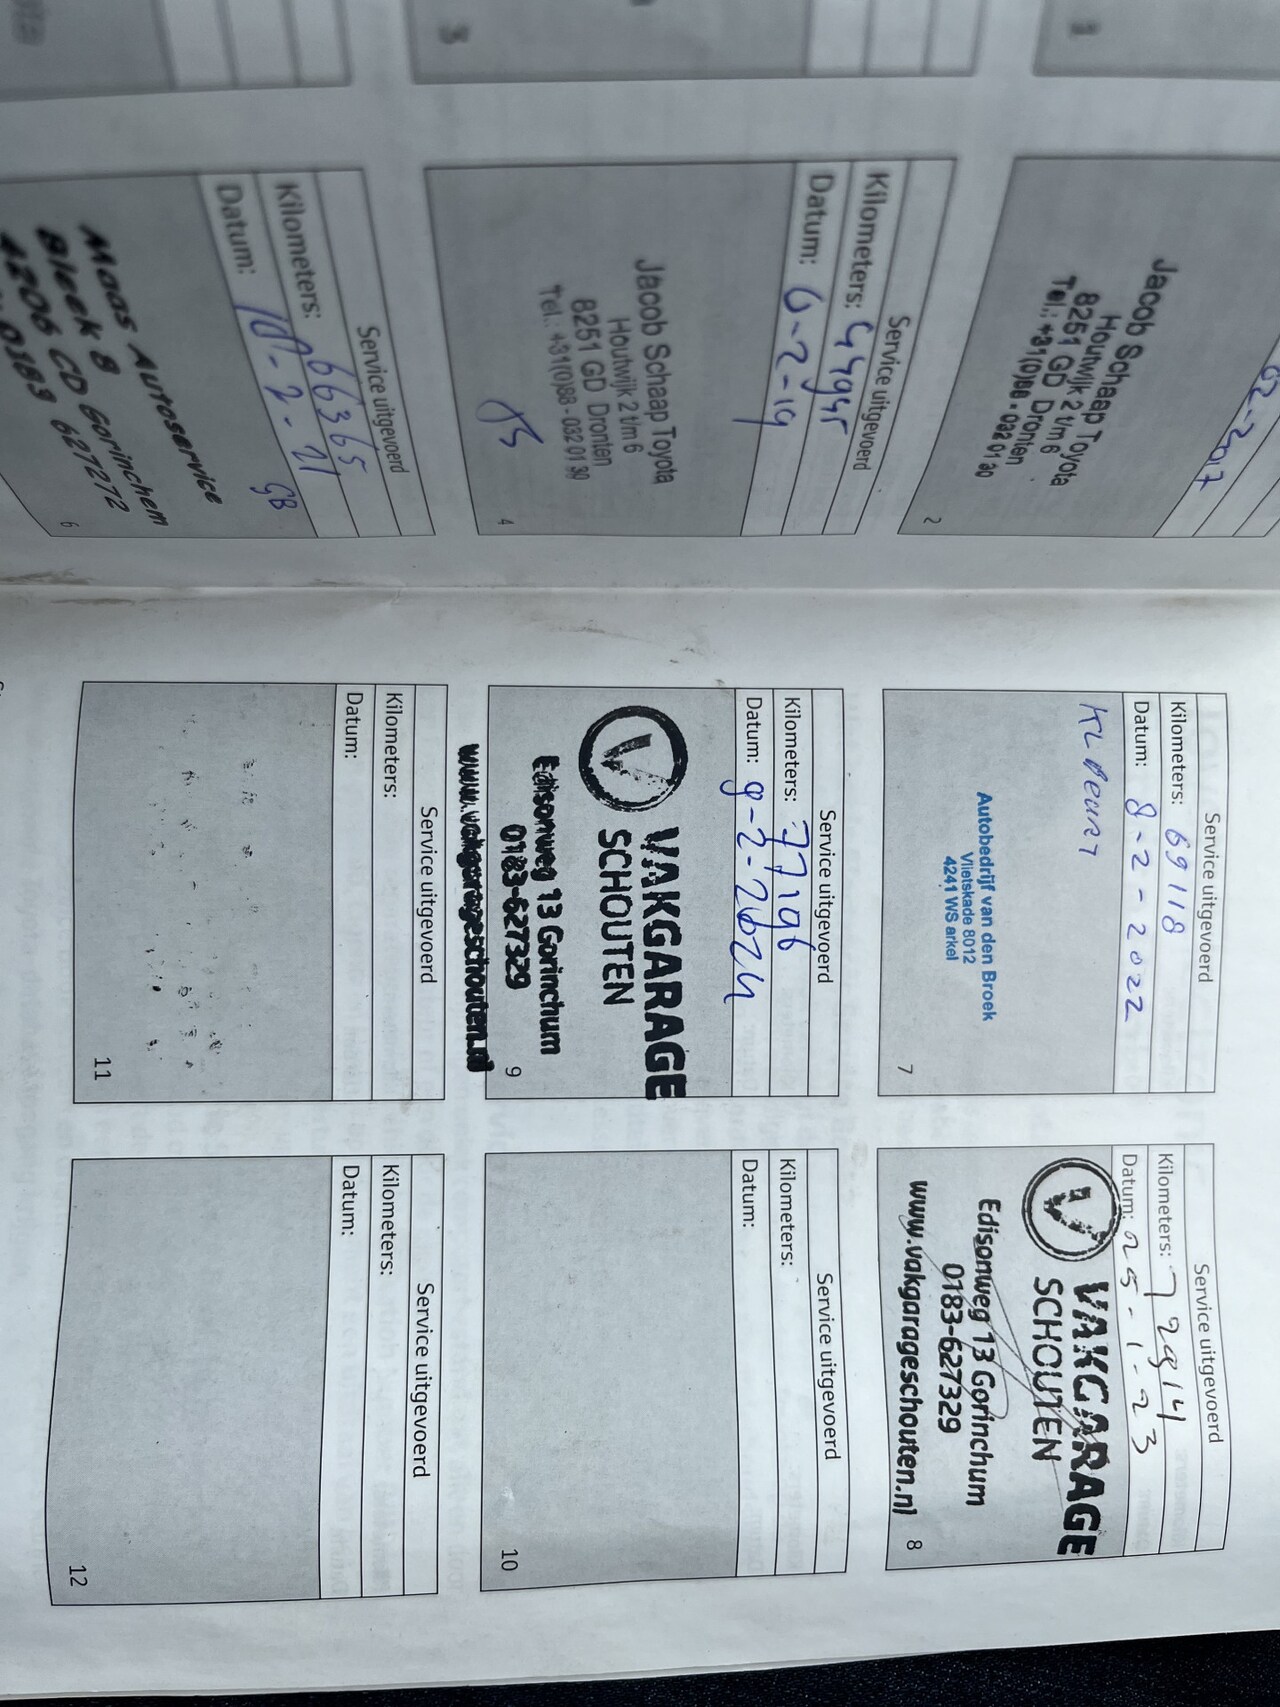 02-2017
Jacob Schaap Toyota
Houtwijk 2 t/m 6
8251 GD Dronten
Tel.: +31(0)88 - 032 01 30
2
Service uitgevoerd
Kilometers: 44945
Datum: 6-2-19
Jacob Schaap Toyota
Houtwijk 2 t/m 6
8251 GD Dronten
Tel.: +31(0)88 - 032 01 30
4
Service uitgevoerd
Kilometers: 66365
Datum: 10-2-21
GB
Maas Autoservice
Bleek 8
4206 CD Gorinchem
0183 627272
6
Service uitgevoerd
Kilometers: 69118
Datum: 8-2-2022
KL BEURT
Autobedrijf van den Broek
Vlietskade 8012
4241 WS arkel
7
Service uitgevoerd
Kilometers: 72914
Datum: 25-1-23
VAKGARAGE
SCHOUTEN
Edisonweg 13 Gorinchum
0183-627329
www.vakgarageschouten.nl
8
Service uitgevoerd
Kilometers: 77196
Datum: 9-2-2024
VAKGARAGE
SCHOUTEN
Edisonweg 13 Gorinchum
0183-627329
www.vakgarageschouten.nl
9
Service uitgevoerd
Kilometers:
Datum:
10
Service uitgevoerd
Kilometers:
Datum:
11
Service uitgevoerd
Kilometers:
Datum:
12